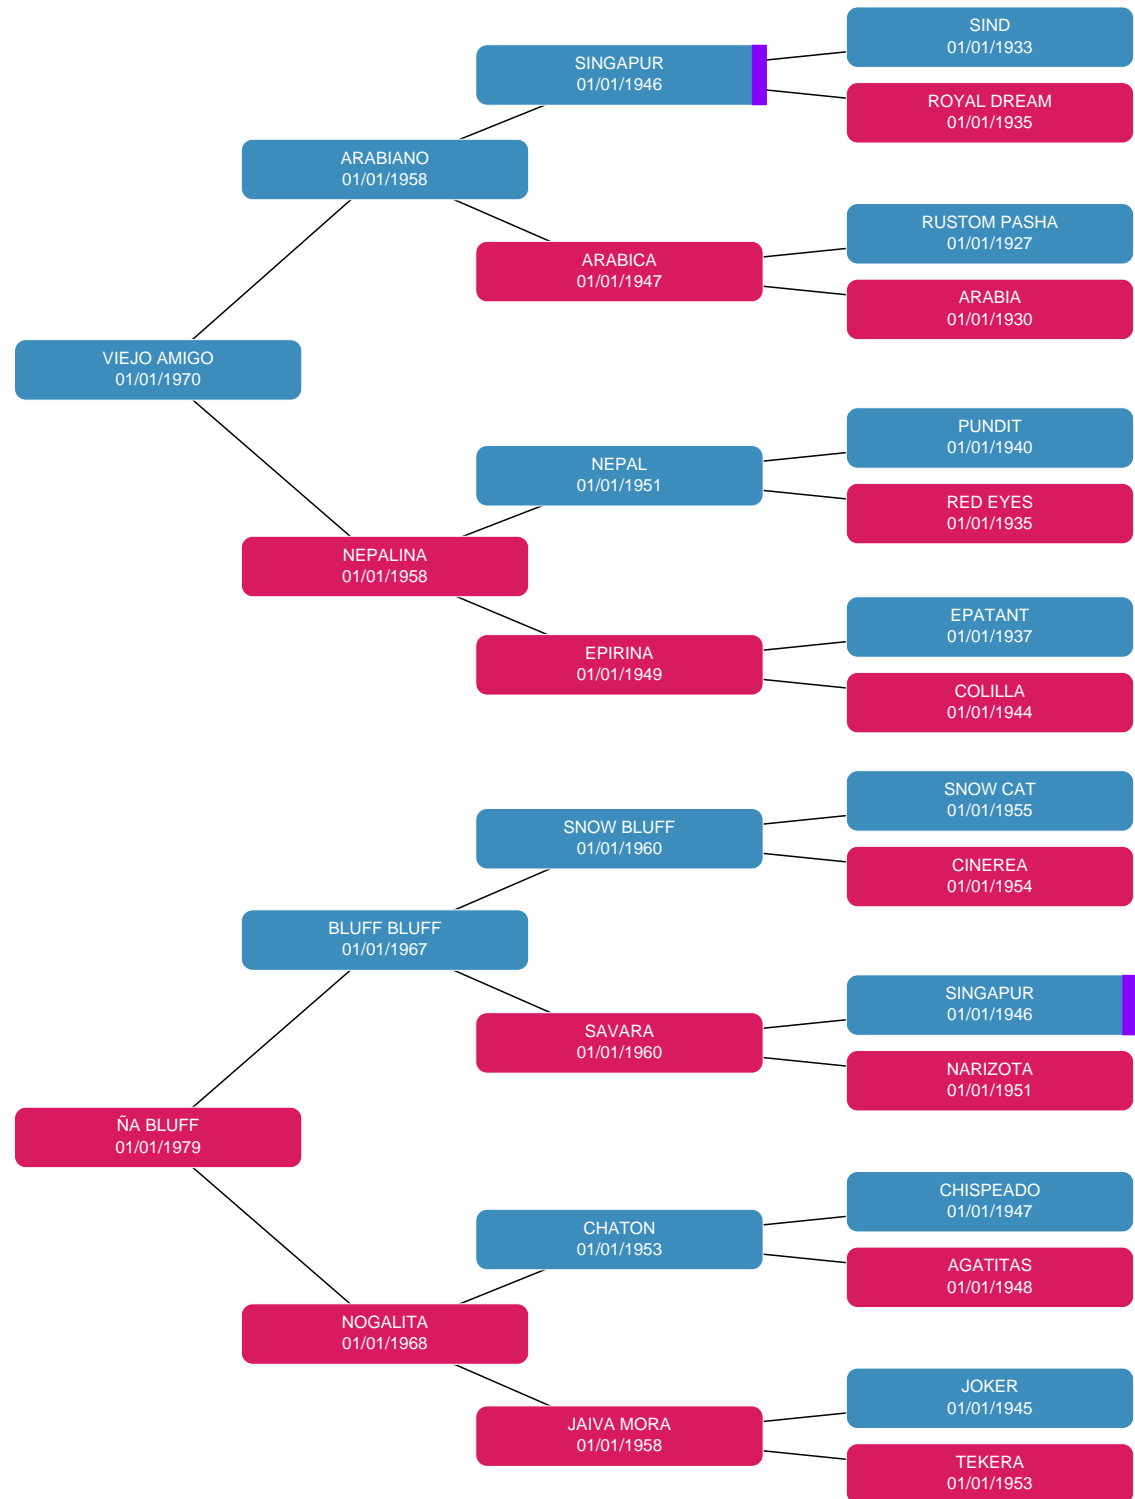 SIND
01/01/1933
SINGAPUR
01/01/1946
ROYAL DREAM
01/01/1935
ARABIANO
01/01/1958
RUSTOM PASHA
01/01/1927
ARABICA
01/01/1947
ARABIA
01/01/1930
VIEJO AMIGO
01/01/1970
PUNDIT
01/01/1940
NEPAL
01/01/1951
RED EYES
01/01/1935
NEPALINA
01/01/1958
EPATANT
01/01/1937
EPIRINA
01/01/1949
COLILLA
01/01/1944
SNOW CAT
01/01/1955
SNOW BLUFF
01/01/1960
CINEREA
01/01/1954
BLUFF BLUFF
01/01/1967
SINGAPUR
01/01/1946
SAVARA
01/01/1960
NARIZOTA
01/01/1951
ÑA BLUFF
01/01/1979
CHISPEADO
01/01/1947
CHATON
01/01/1953
AGATITAS
01/01/1948
NOGALITA
01/01/1968
JOKER
01/01/1945
JAIVA MORA
01/01/1958
TEKERA
01/01/1953